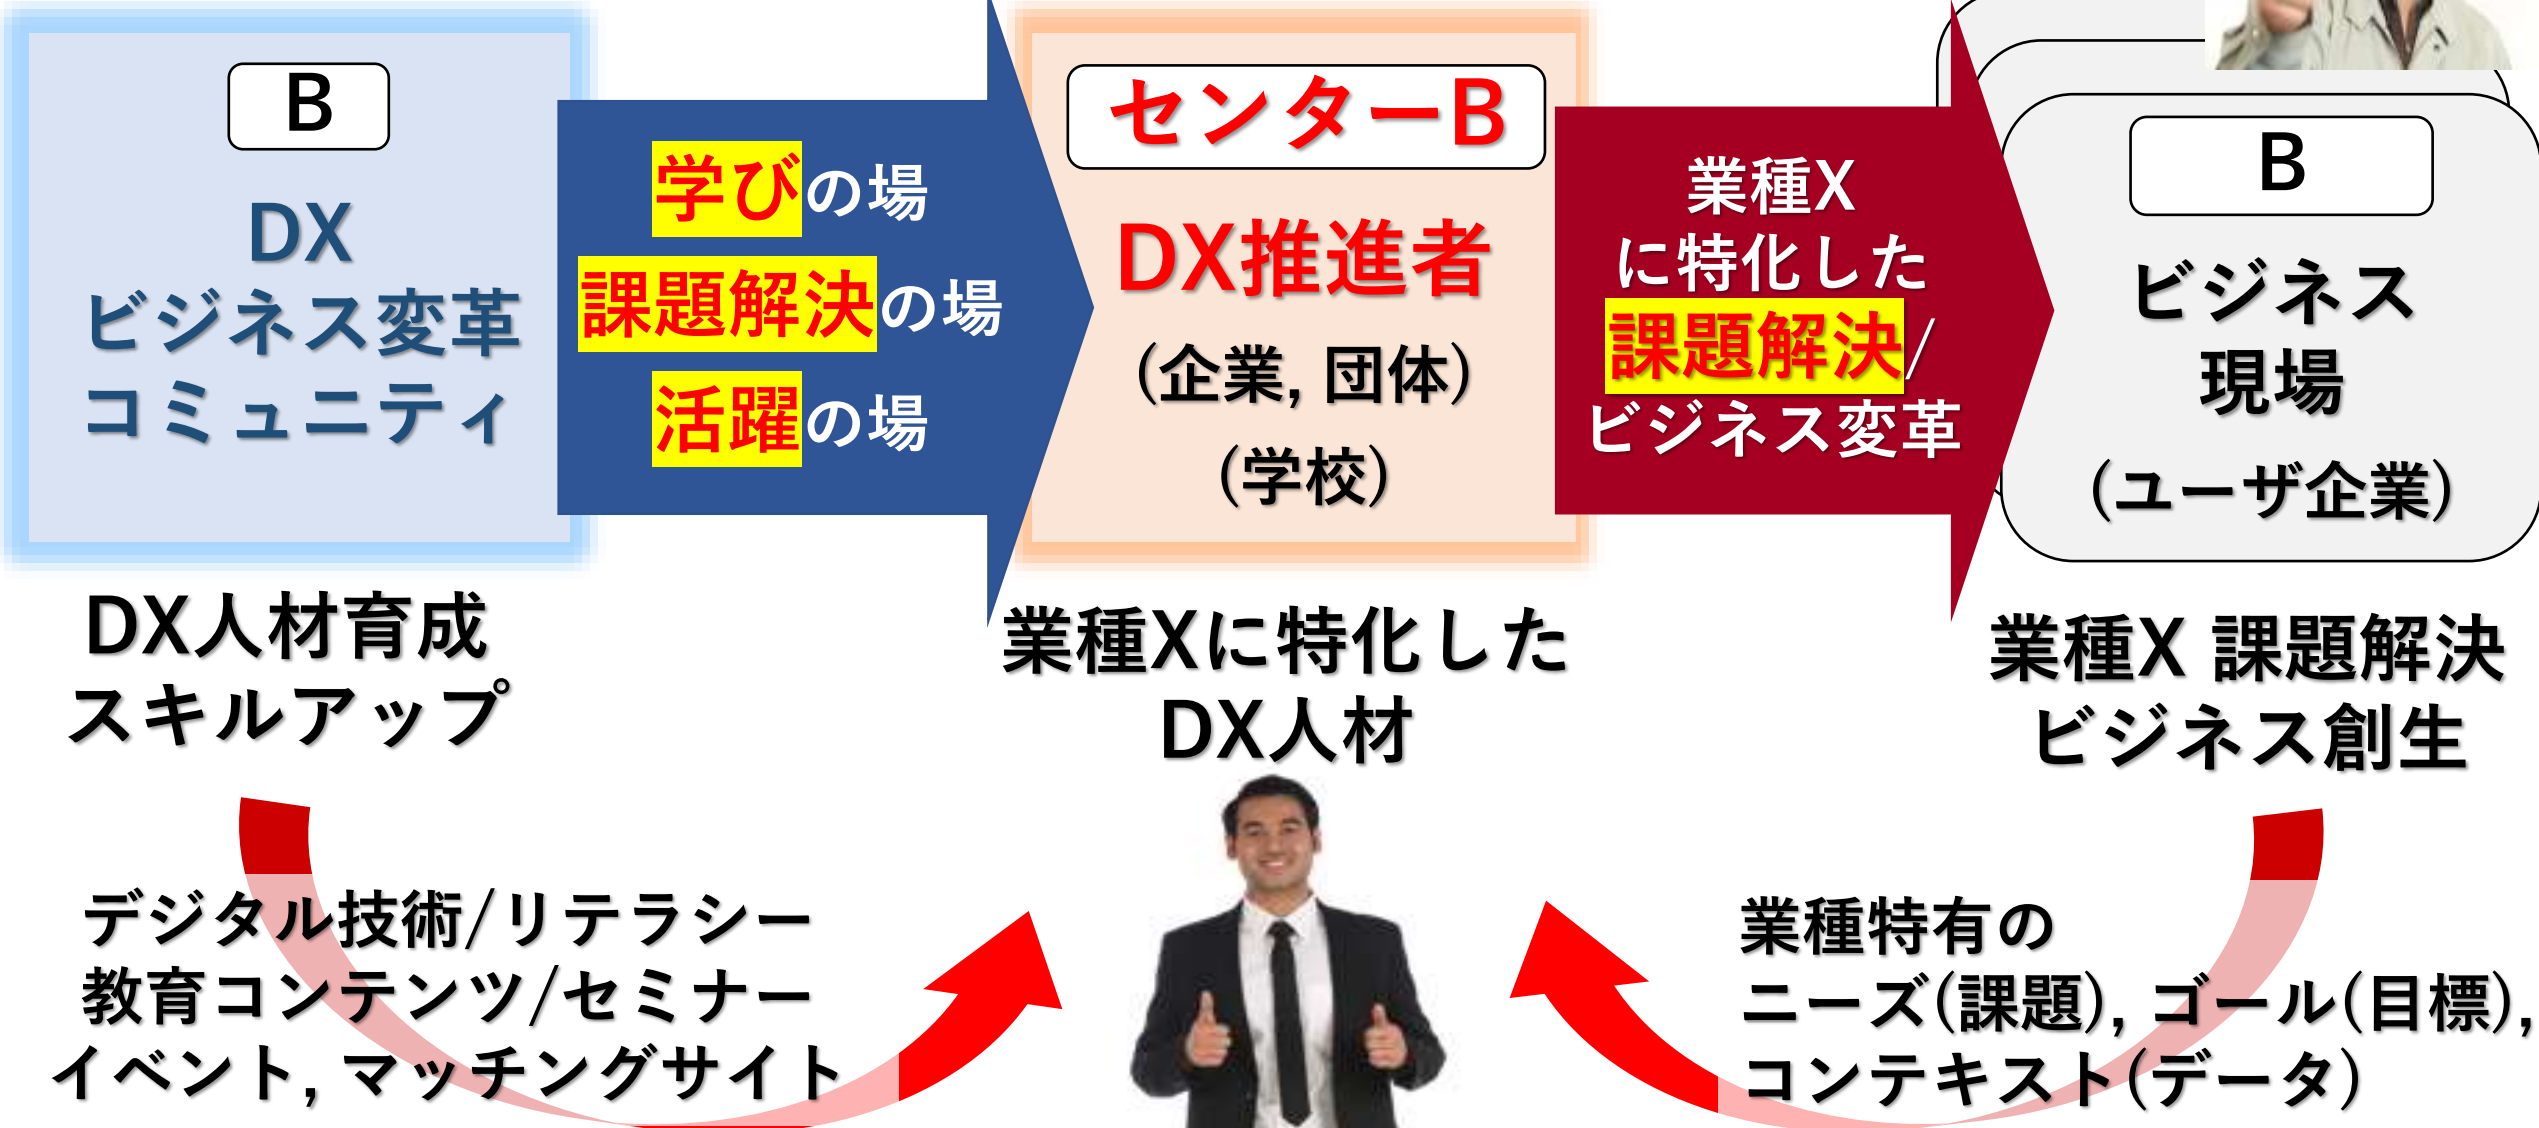 B
DX
ビジネス変革
コミュニティ
学びの場
課題解決の場
活躍の場
センターB
DX推進者
(企業, 団体)
(学校)
業種X
に特化した
課題解決/
ビジネス変革
B
ビジネス
現場
(ユーザ企業)
DX人材育成
スキルアップ
業種Xに特化した
DX人材
業種X 課題解決
ビジネス創生
デジタル技術/リテラシー
教育コンテンツ/セミナー
イベント, マッチングサイト
業種特有の
ニーズ(課題), ゴール(目標),
コンテキスト(データ)